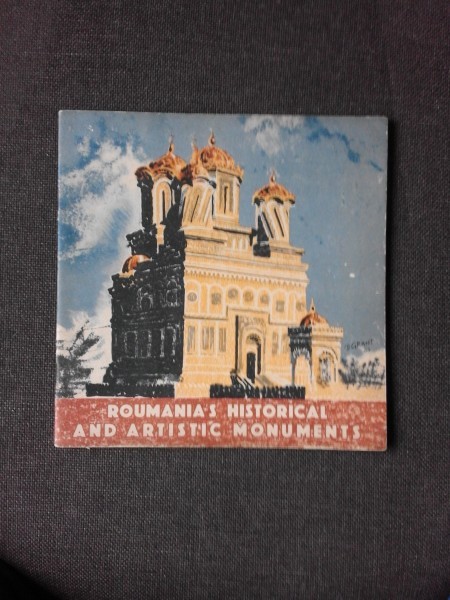 ROUMANIA'S HISTORICAL
AND ARTISTIC MONUMENTS